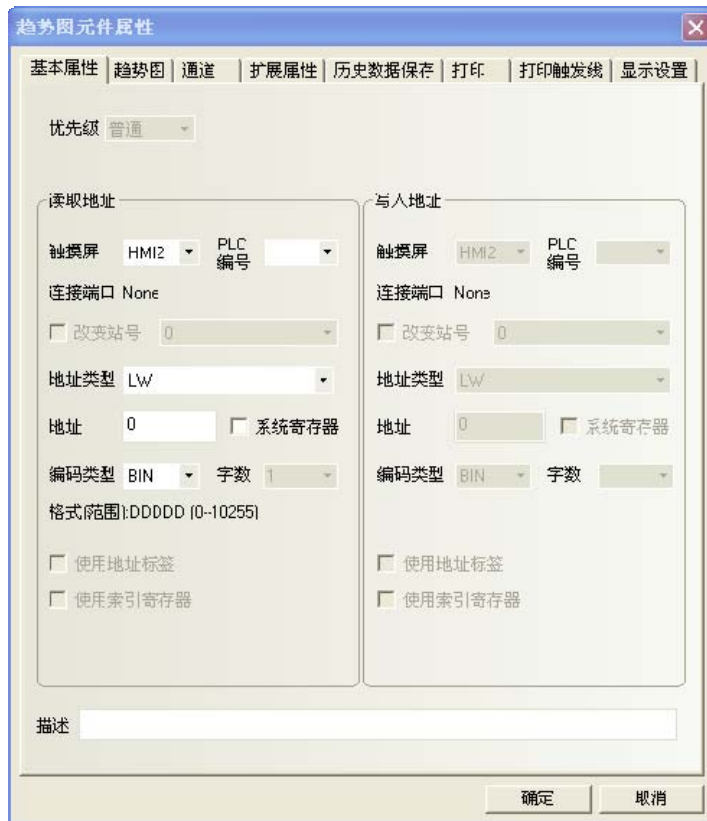 趋势图元件属性
基本属性 趋势图 通道 扩展属性 历史数据保存 打印 打印触发线 显示设置
优先级 普通
读取地址
触摸屏 HMI2 PLC编号
连接端口 None
改变站号 0
地址类型 LW
地址 0 系统寄存器
编码类型 BIN 字数 1
格式(范围):DDDDD (0--10255)
使用地址标签
使用索引寄存器
写入地址
触摸屏 HMI2 PLC编号
连接端口 None
改变站号 0
地址类型 LW
地址 0 系统寄存器
编码类型 BIN 字数
使用地址标签
使用索引寄存器
描述
确定 取消